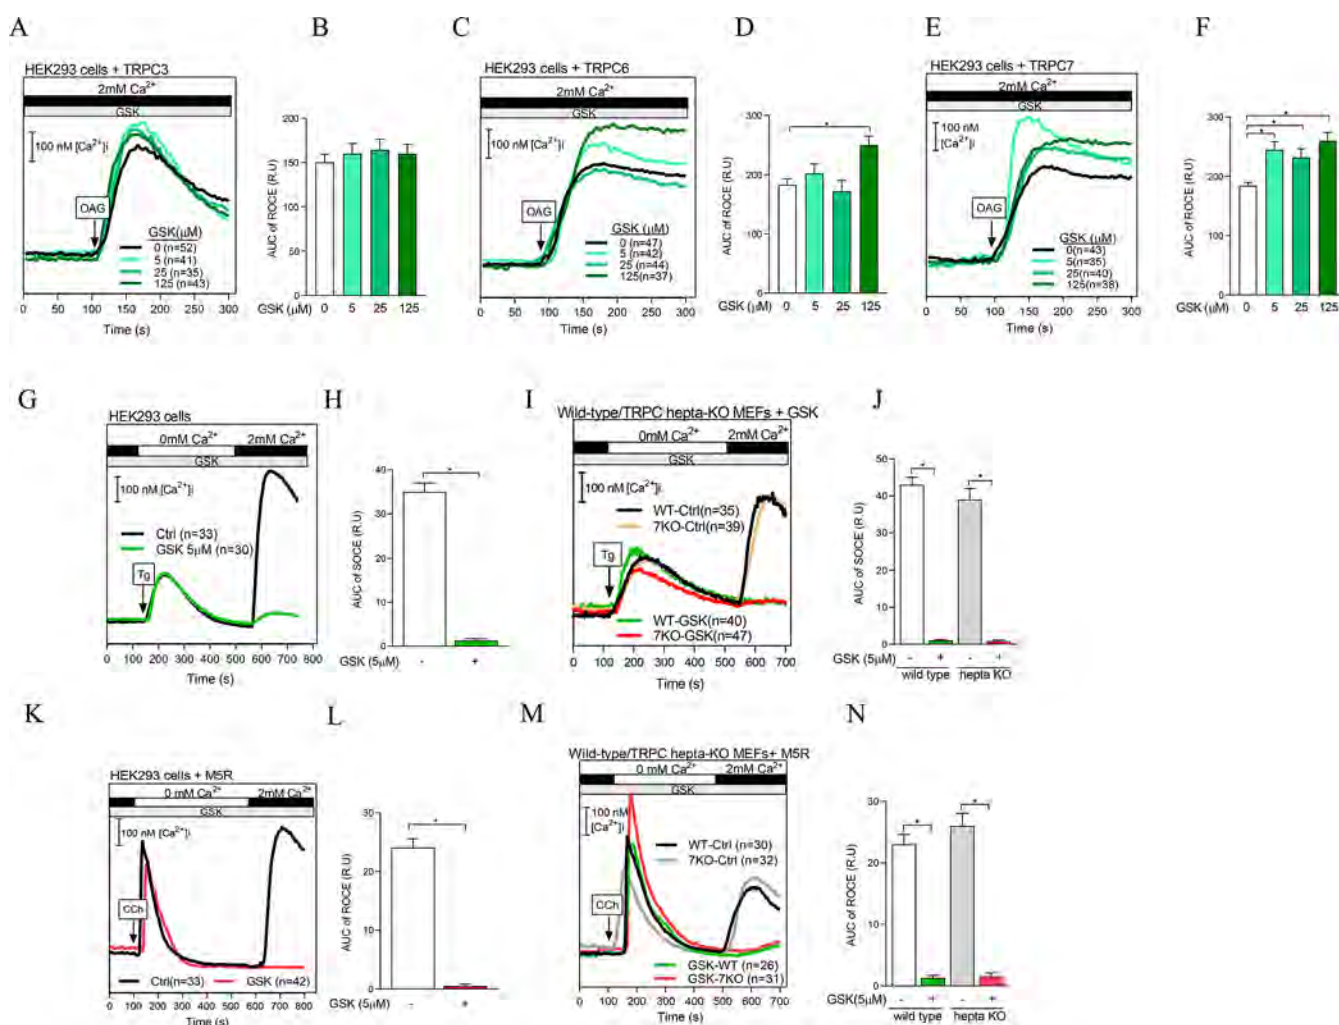 A
HEK293 cells + TRPC3
2mM Ca²⁺
GSK
100 nM [Ca²⁺]i
OAG
GSK(μM)
0 (n=52)
5 (n=41)
25 (n=35)
125 (n=43)
0 50 100 150 200 250 300
Time (s)
B
AUC of ROCE (R.U)
200
150
100
50
0
GSK (μM) 0 5 25 125
C
HEK293 cells + TRPC6
2mM Ca²⁺
GSK
100 nM [Ca²⁺]i
OAG
GSK (μM)
0 (n=47)
5 (n=42)
25 (n=44)
125(n=37)
0 50 100 150 200 250 300
Time (s)
D
AUC of ROCE (R.U)
300
200
100
0
*
GSK (μM) 0 5 25 125
E
HEK293 cells + TRPC7
2mM Ca²⁺
GSK
100 nM
[Ca²⁺]i
OAG
GSK (μM)
0(n=43)
5(n=35)
25(n=40)
125(n=38)
0 50 100 150 200 250 300
Time (s)
F
AUC of ROCE (R.U)
300
200
100
0
*
*
*
GSK (μM) 0 5 25 125
G
HEK293 cells
0mM Ca²⁺ 2mM Ca²⁺
GSK
100 nM [Ca²⁺]i
Ctrl (n=33)
GSK 5μM (n=30)
Tg
0 100 200 300 400 500 600 700 800
Time (s)
H
AUC of SOCE (R.U)
40
30
20
10
0
*
GSK (5μM) - +
I
Wild-type/TRPC hepta-KO MEFs + GSK
0mM Ca²⁺ 2mM Ca²⁺
GSK
100 nM [Ca²⁺]i
WT-Ctrl(n=35)
7KO-Ctrl(n=39)
Tg
WT-GSK(n=40)
7KO-GSK(n=47)
0 100 200 300 400 500 600 700
Time (s)
J
AUC of SOCE (R.U)
50
40
30
20
10
0
* *
GSK (5μM) - + - +
wild type hepta KO
K
HEK293 cells + M5R
0 mM Ca²⁺ 2mM Ca²⁺
GSK
100 nM [Ca²⁺]i
CCh
Ctrl(n=33) GSK (n=42)
0 100 200 300 400 500 600 700 800
Time (s)
L
AUC of ROCE (R.U)
30
20
10
0
*
GSK (5μM) - +
M
Wild-type/TRPC hepta-KO MEFs+ M5R
0 mM Ca²⁺ 2mM Ca²⁺
GSK
100 nM
[Ca²⁺]i
WT-Ctrl (n=30)
7KO-Ctrl (n=32)
CCh
GSK-WT (n=26)
GSK-7KO (n=31)
0 100 200 300 400 500 600 700
Time (s)
N
AUC of ROCE (R.U)
30
20
10
0
* *
GSK(5μM) - + - +
wild type hepta KO